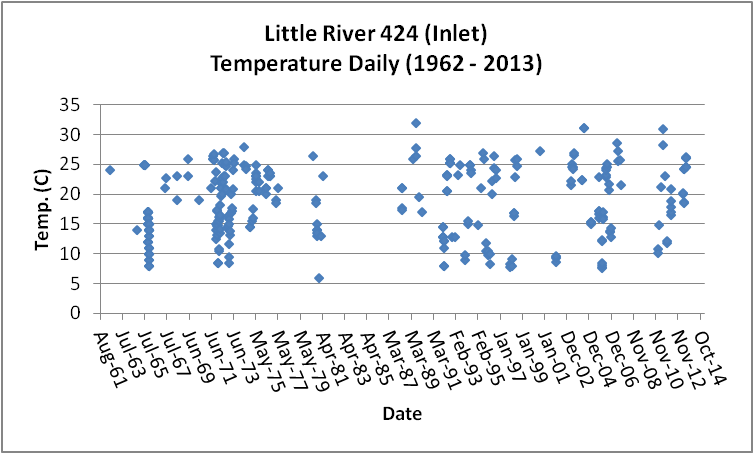 Little River 424 (Inlet)
Temperature Daily (1962 - 2013)
Temp. (C)
35
30
25
20
15
10
5
0
Aug-61
Jul-63
Jul-65
Jul-67
Jun-69
Jun-71
Jun-73
May-75
May-77
May-79
Apr-81
Apr-83
Apr-85
Mar-87
Mar-89
Mar-91
Feb-93
Feb-95
Jan-97
Jan-99
Jan-01
Dec-02
Dec-04
Dec-06
Nov-08
Nov-10
Nov-12
Oct-14
Date